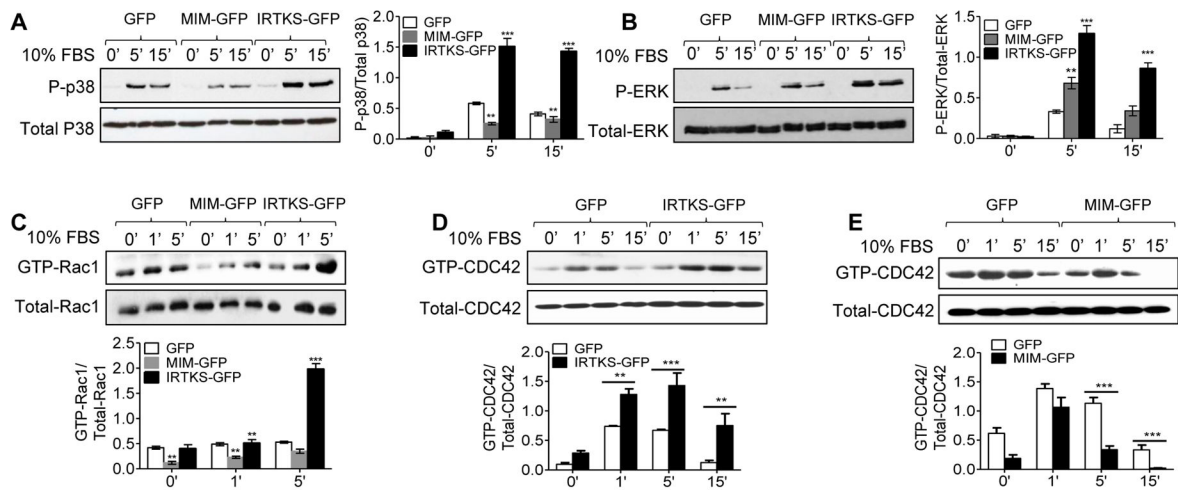 A
GFP MIM-GFP IRTKS-GFP
10% FBS 0' 5' 15' 0' 5' 15' 0' 5' 15'
P-p38
Total P38
P-p38/Total p38)
GFP
MIM-GFP
IRTKS-GFP
2.0
1.5
1.0
0.5
0.0
*** ***
** **
0' 5' 15'
B
GFP MIM-GFP IRTKS-GFP
10% FBS 0' 5' 15' 0' 5' 15' 0' 5' 15'
P-ERK
Total-ERK
P-ERK/Total-ERK
GFP
MIM-GFP
IRTKS-GFP
1.5
1.0
0.5
0.0
*** ***
**
0' 5' 15'
C
GFP MIM-GFP IRTKS-GFP
10% FBS 0' 1' 5' 0' 1' 5' 0' 1' 5'
GTP-Rac1
Total-Rac1
GTP-Rac1/
Total-Rac1
GFP
MIM-GFP
IRTKS-GFP
2.5
2.0
1.5
1.0
0.5
0.0
***
** ** **
0' 1' 5'
D
GFP IRTKS-GFP
10% FBS 0' 1' 5' 15' 0' 1' 5' 15'
GTP-CDC42
Total-CDC42
GTP-CDC42/
Total-CDC42
GFP
IRTKS-GFP
2.0
1.5
1.0
0.5
0.0
** *** **
0' 1' 5' 15'
E
GFP MIM-GFP
10% FBS 0' 1' 5' 15' 0' 1' 5' 15'
GTP-CDC42
Total-CDC42
GTP-CDC42/
Total-CDC42
GFP
MIM-GFP
2.0
1.5
1.0
0.5
0.0
*** ***
0' 1' 5' 15'